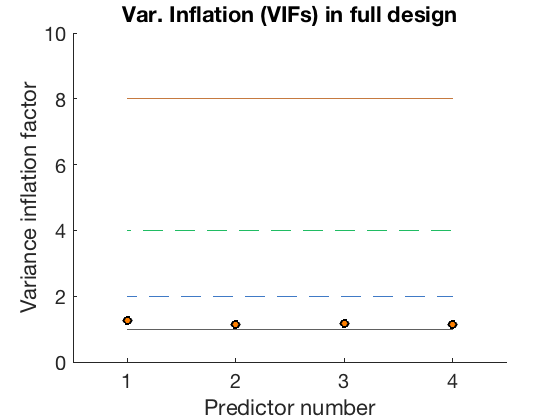 Var. Inflation (VIFs) in full design
Variance inflation factor
10
8
6
4
2
0
1 2 3 4
Predictor number